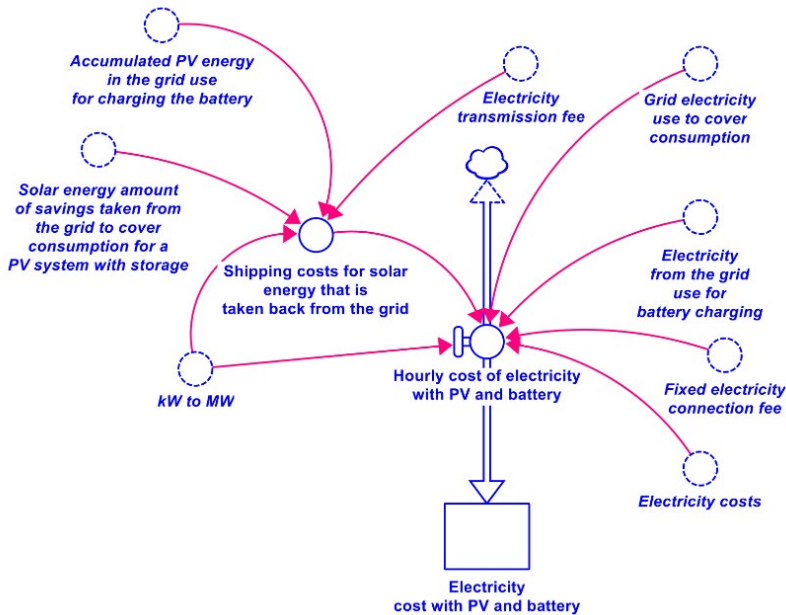 Accumulated PV energy
in the grid use
for charging the battery
Electricity
transmission fee
Grid electricity
use to cover
consumption
Solar energy amount
of savings taken from
the grid to cover
consumption for a
PV system with storage
Shipping costs for solar
energy that is
taken back from the grid
Electricity
from the grid
use for
battery charging
kW to MW
Hourly cost of electricity
with PV and battery
Fixed electricity
connection fee
Electricity costs
Electricity
cost with PV and battery